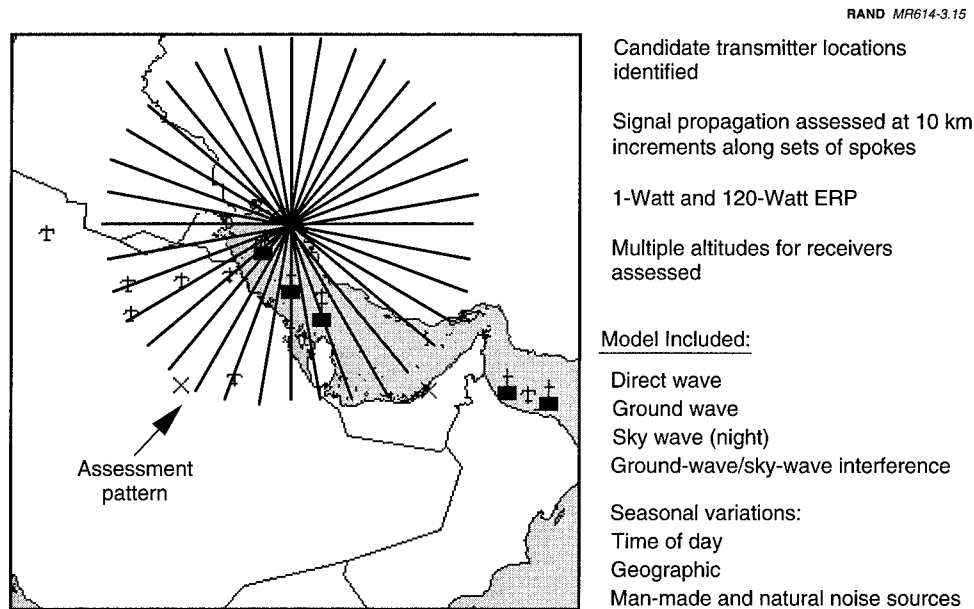 RAND MR614-3.15
Candidate transmitter locations
identified
Signal propagation assessed at 10 km
increments along sets of spokes
1-Watt and 120-Watt ERP
Multiple altitudes for receivers
assessed
Model Included:
Direct wave
Ground wave
Sky wave (night)
Ground-wave/sky-wave interference
Seasonal variations:
Time of day
Geographic
Man-made and natural noise sources
Assessment
pattern